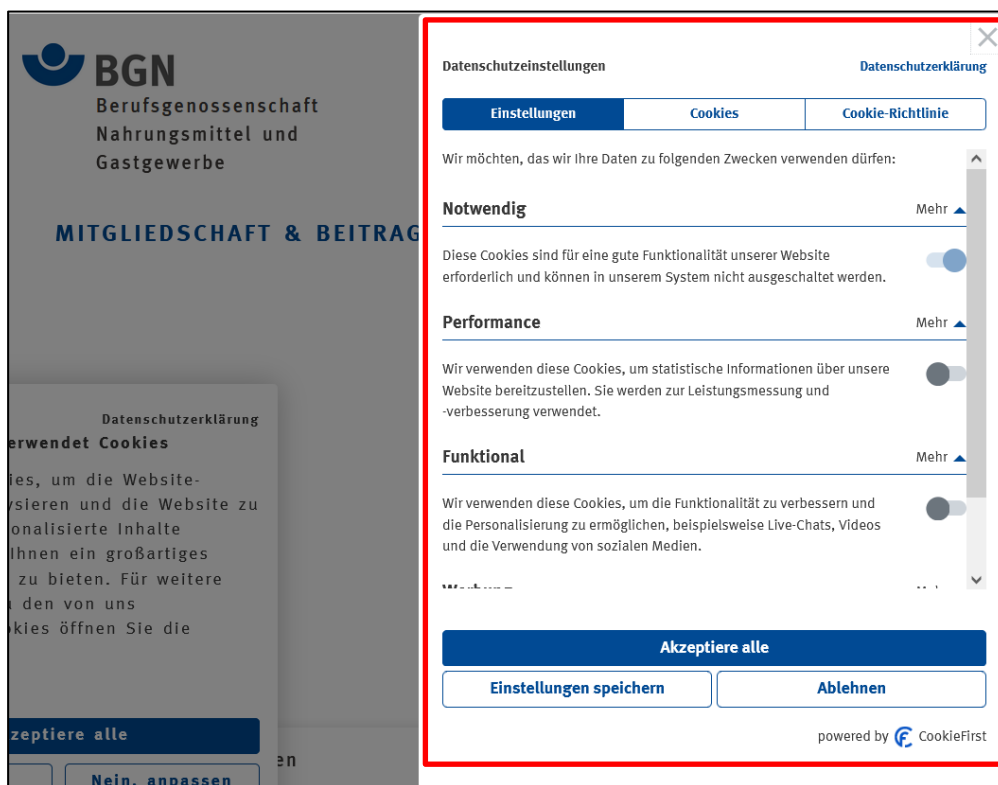 BGN
Berufsgenossenschaft
Nahrungsmittel und
Gastgewerbe
MITGLIEDSCHAFT & BEITRAG
Datenschutzerklärung
erwendet Cookies
ies, um die Website-
ysieren und die Website zu
onalisierte Inhalte
Ihnen ein großartiges
zu bieten. Für weitere
den von uns
okies öffnen Sie die
zeptiere alle
Nein, anpassen
en
Datenschutzeinstellungen
Datenschutzerklärung
Einstellungen Cookies Cookie-Richtlinie
Wir möchten, das wir Ihre Daten zu folgenden Zwecken verwenden dürfen:
Notwendig Mehr
Diese Cookies sind für eine gute Funktionalität unserer Website
erforderlich und können in unserem System nicht ausgeschaltet werden.
Performance Mehr
Wir verwenden diese Cookies, um statistische Informationen über unsere
Website bereitzustellen. Sie werden zur Leistungsmessung und
-verbesserung verwendet.
Funktional Mehr
Wir verwenden diese Cookies, um die Funktionalität zu verbessern und
die Personalisierung zu ermöglichen, beispielsweise Live-Chats, Videos
und die Verwendung von sozialen Medien.
Akzeptiere alle
Einstellungen speichern Ablehnen
powered by CookieFirst